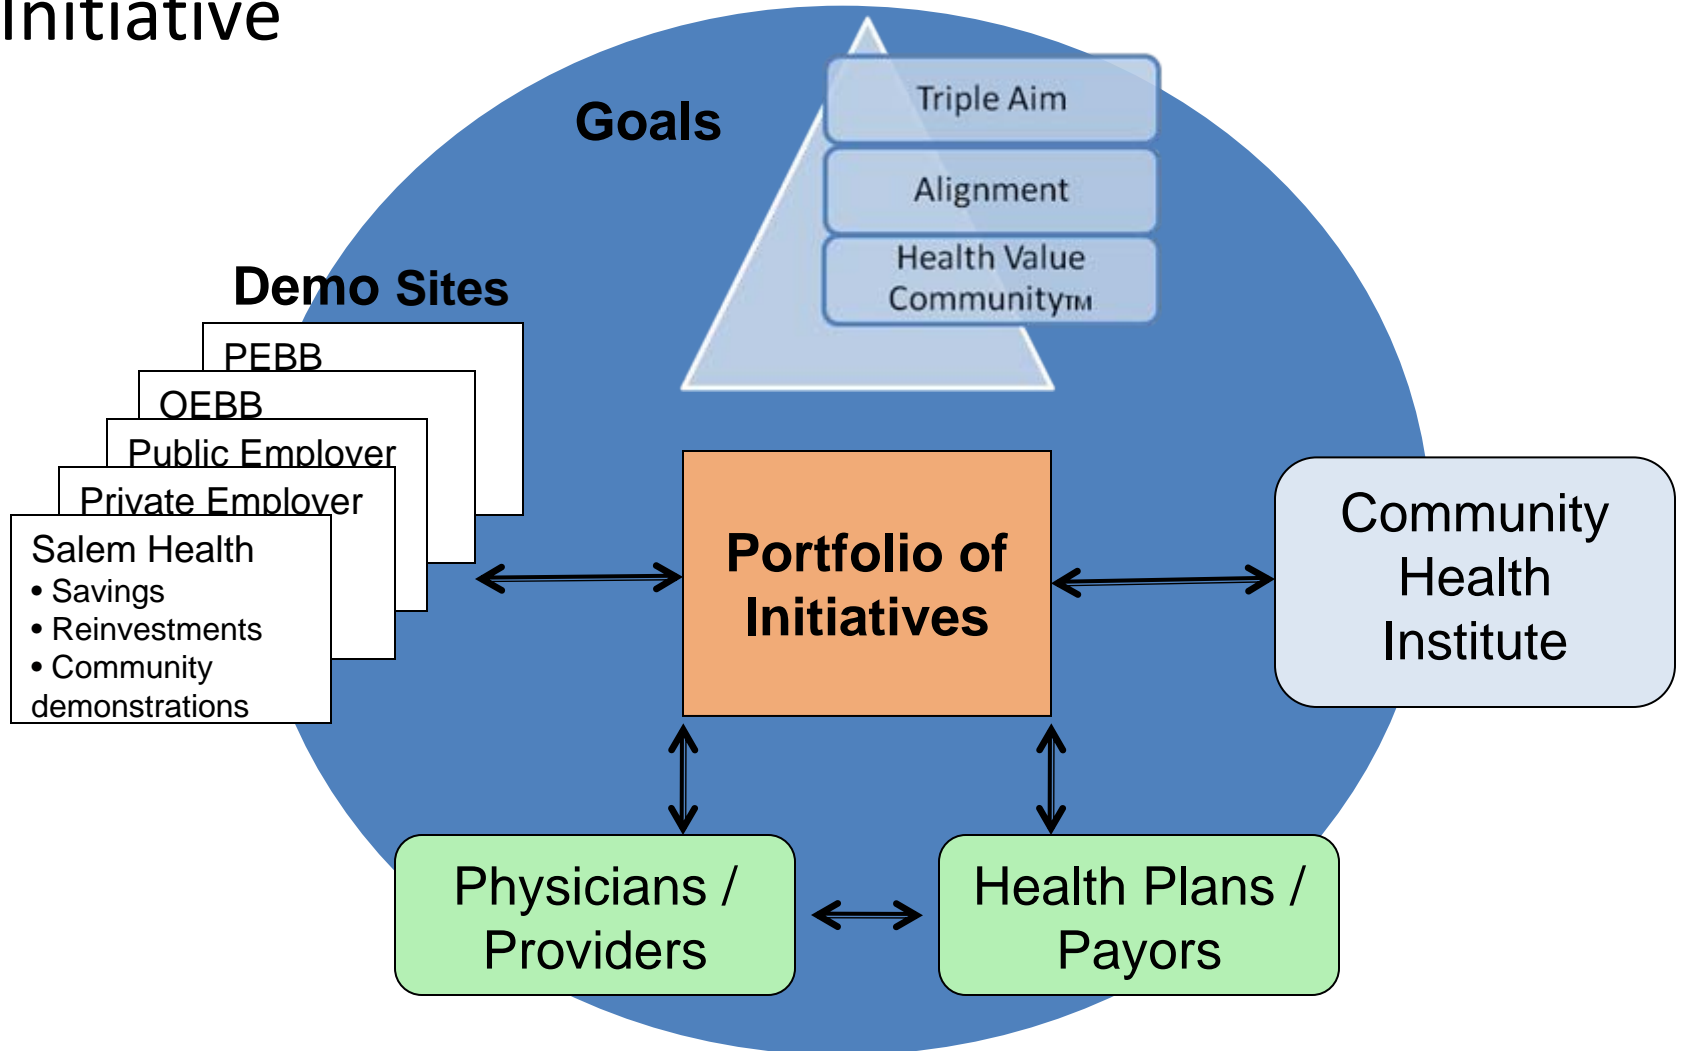 Initiative
Goals
Triple Aim
Alignment
Health Value
Community™
Demo Sites
PEBB
OEBB
Public Employer
Private Employer
Salem Health
• Savings
• Reinvestments
• Community
demonstrations
Portfolio of
Initiatives
Community
Health
Institute
Physicians /
Providers
Health Plans /
Payors